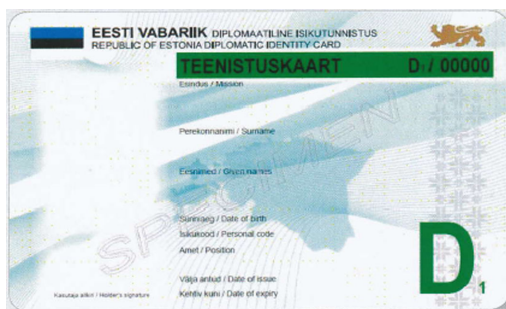 EESTI VABARIIK DIPLOMAATILINE ISIKUTUNNISTUS
REPUBLIC OF ESTONIA DIPLOMATIC IDENTITY CARD
TEENISTUSKAART D1/ 00000
Esindus / Mission
Perekonnanimi / Surname
Eesnimed / Given names
SPECIMEN
Sünniaeg / Date of birth
Isikukood / Personal code
Amet / Position
Välja antud / Date of issue
Kasutaja allkiri / Holder's signature
Kehtiv kuni / Date of expiry
D1